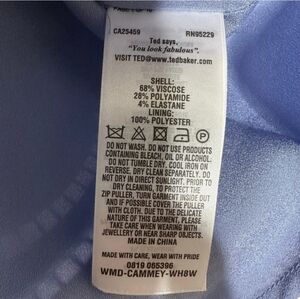 CA25459 RN95229
Ted says,
"You look fabulous".
VISIT TED@www.tedbaker.com
SHELL:
68% VISCOSE
28% POLYAMIDE
4% ELASTANE
LINING:
100% POLYESTER
P
DO NOT WASH. DO NOT USE PRODUCTS
CONTAINING BLEACH, OIL OR ALCOHOL.
DO NOT TUMBLE DRY. COOL IRON ON
REVERSE. DRY CLEAN SEPARATELY. DO
NOT DRY IN DIRECT SUNLIGHT. PRIOR TO
DRY CLEANING, TO PROTECT THE
ZIP PULLER, TURN GARMENT INSIDE OUT
AND IF POSSIBLE COVER THE PULLER
WITH CLOTH. DUE TO THE DELICATE
NATURE OF THIS GARMENT, PLEASE
TAKE CARE WHEN WEARING WITH
JEWELLERY OR NEAR SHARP OBJECTS.
MADE IN CHINA
MADE WITH CARE, WEAR WITH PRIDE
0819 085396
WMD-CAMMEY-WH8W